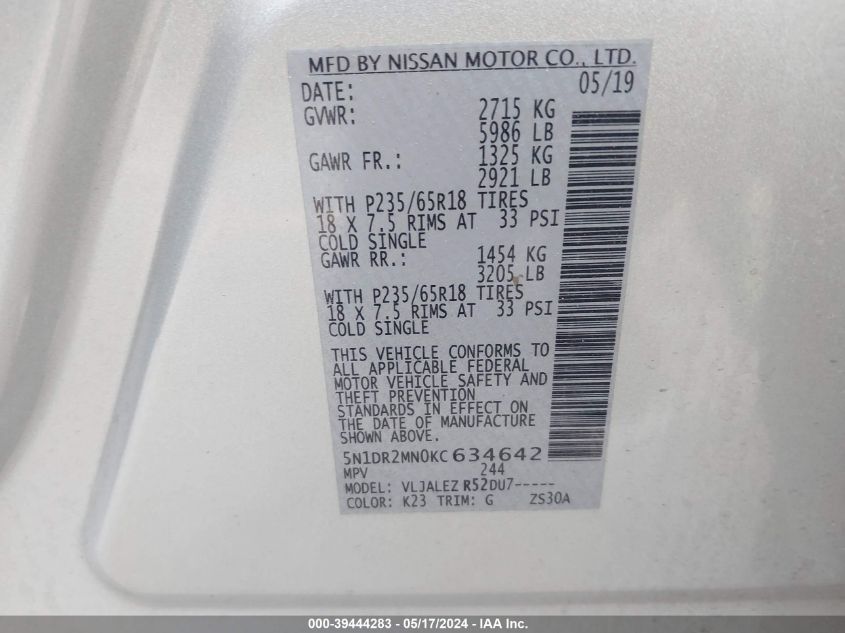 MFD BY NISSAN MOTOR CO., LTD.
DATE: 05/19
GVWR: 2715 KG
5986 LB
GAWR FR.: 1325 KG
2921 LB
WITH P235/65R18 TIRES
18 X 7.5 RIMS AT 33 PSI
COLD SINGLE
GAWR RR.: 1454 KG
3205 LB
WITH P235/65R18 TIRES
18 X 7.5 RIMS AT 33 PSI
COLD SINGLE
THIS VEHICLE CONFORMS TO
ALL APPLICABLE FEDERAL
MOTOR VEHICLE SAFETY AND
THEFT PREVENTION
STANDARDS IN EFFECT ON
THE DATE OF MANUFACTURE
SHOWN ABOVE.
5N1DR2MN0KC634642
MPV 244
MODEL: VLJALEZ R52DU7-----
COLOR: K23 TRIM: G ZS30A
000-39444283 - 05/17/2024 - IAA Inc.